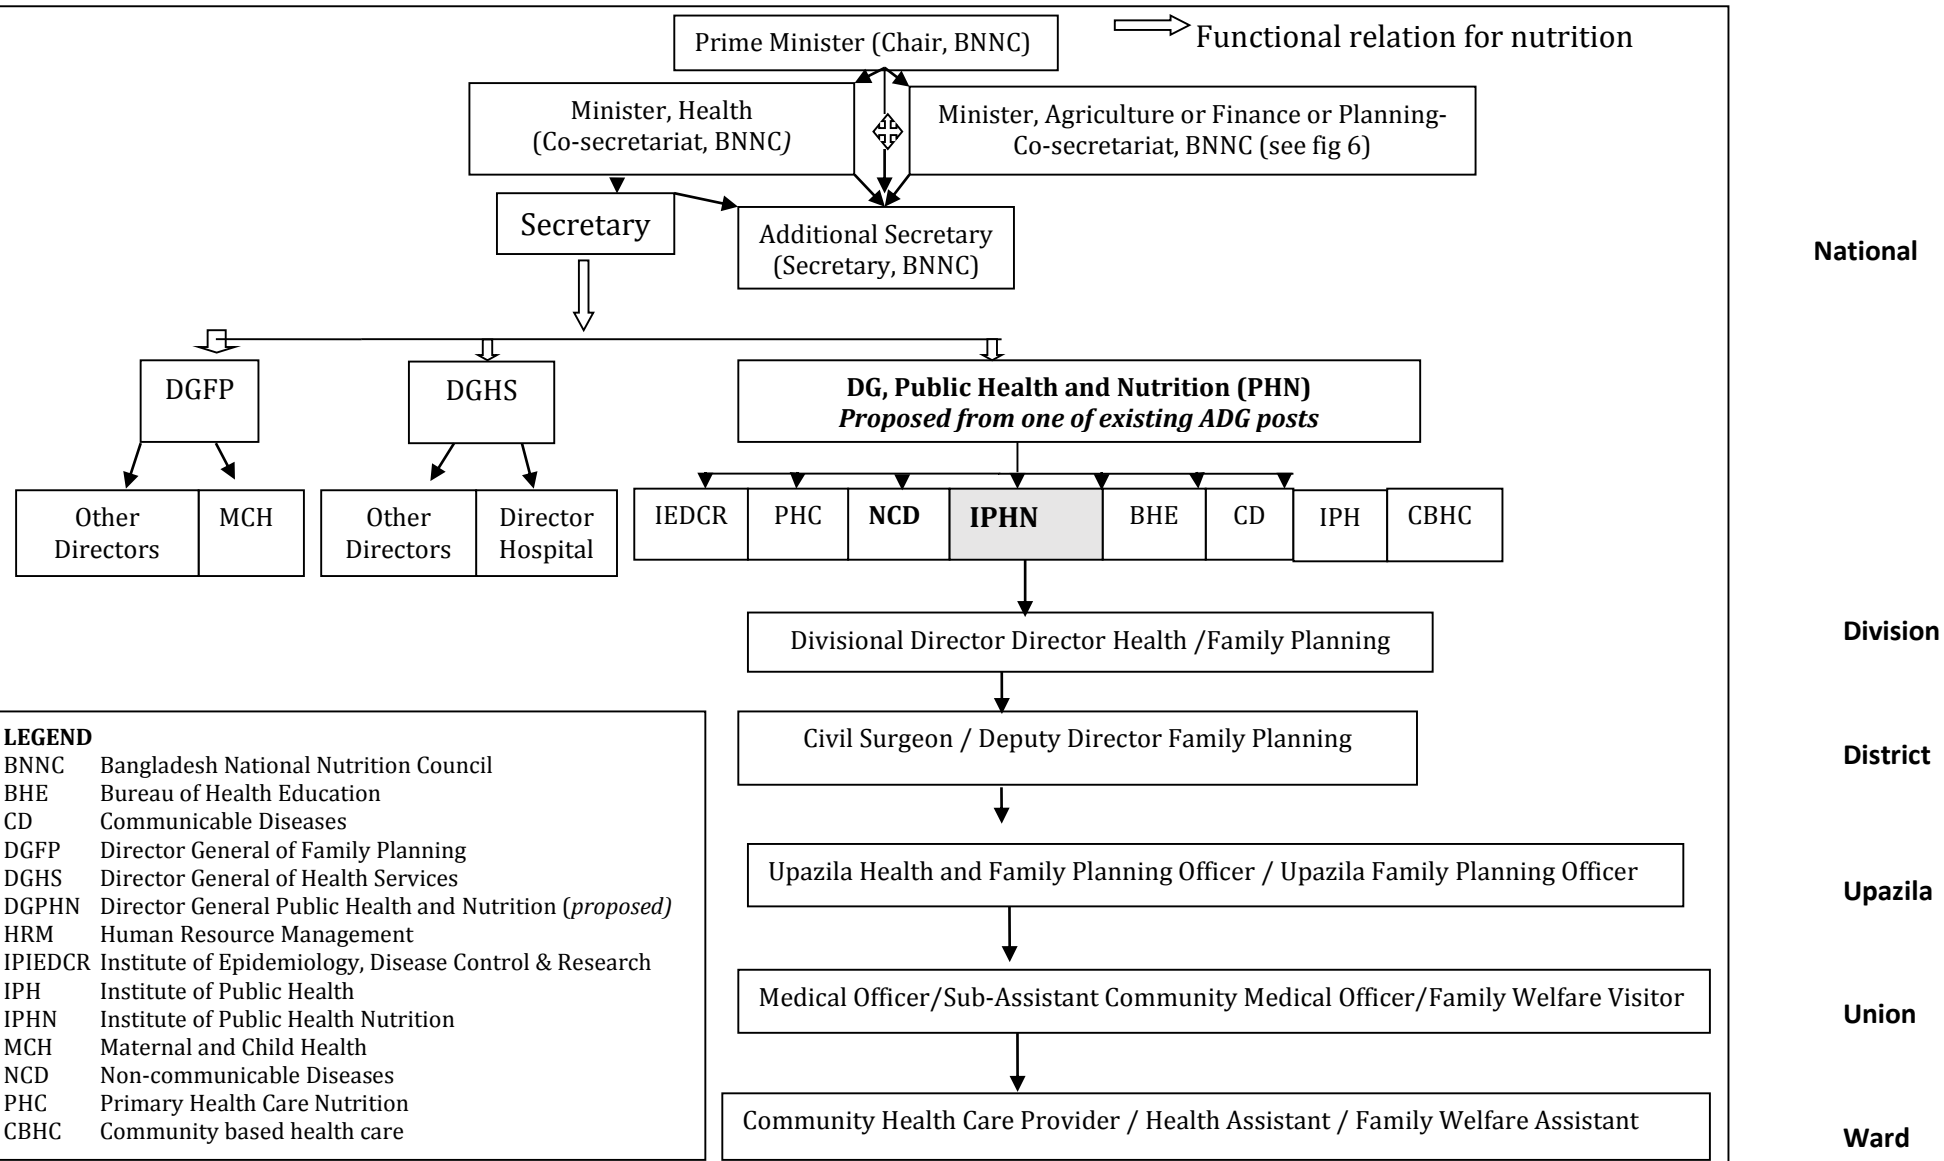 Prime Minister (Chair, BNNC)
Functional relation for nutrition
Minister, Health
(Co-secretariat, BNNC)
Minister, Agriculture or Finance or Planning-
Co-secretariat, BNNC (see fig 6)
Secretary
Additional Secretary
(Secretary, BNNC)
National
DGFP
DGHS
DG, Public Health and Nutrition (PHN)
Proposed from one of existing ADG posts
Other
Directors
MCH
Other
Directors
Director
Hospital
IEDCR
PHC
NCD
IPHN
BHE
CD
IPH
CBHC
Divisional Director Director Health /Family Planning
Division
Civil Surgeon / Deputy Director Family Planning
District
Upazila Health and Family Planning Officer / Upazila Family Planning Officer
Upazila
Medical Officer/Sub-Assistant Community Medical Officer/Family Welfare Visitor
Union
Community Health Care Provider / Health Assistant / Family Welfare Assistant
Ward
LEGEND
BNNC Bangladesh National Nutrition Council
BHE Bureau of Health Education
CD Communicable Diseases
DGFP Director General of Family Planning
DGHS Director General of Health Services
DGPHN Director General Public Health and Nutrition (proposed)
HRM Human Resource Management
IPIEDCR Institute of Epidemiology, Disease Control & Research
IPH Institute of Public Health
IPHN Institute of Public Health Nutrition
MCH Maternal and Child Health
NCD Non-communicable Diseases
PHC Primary Health Care Nutrition
CBHC Community based health care